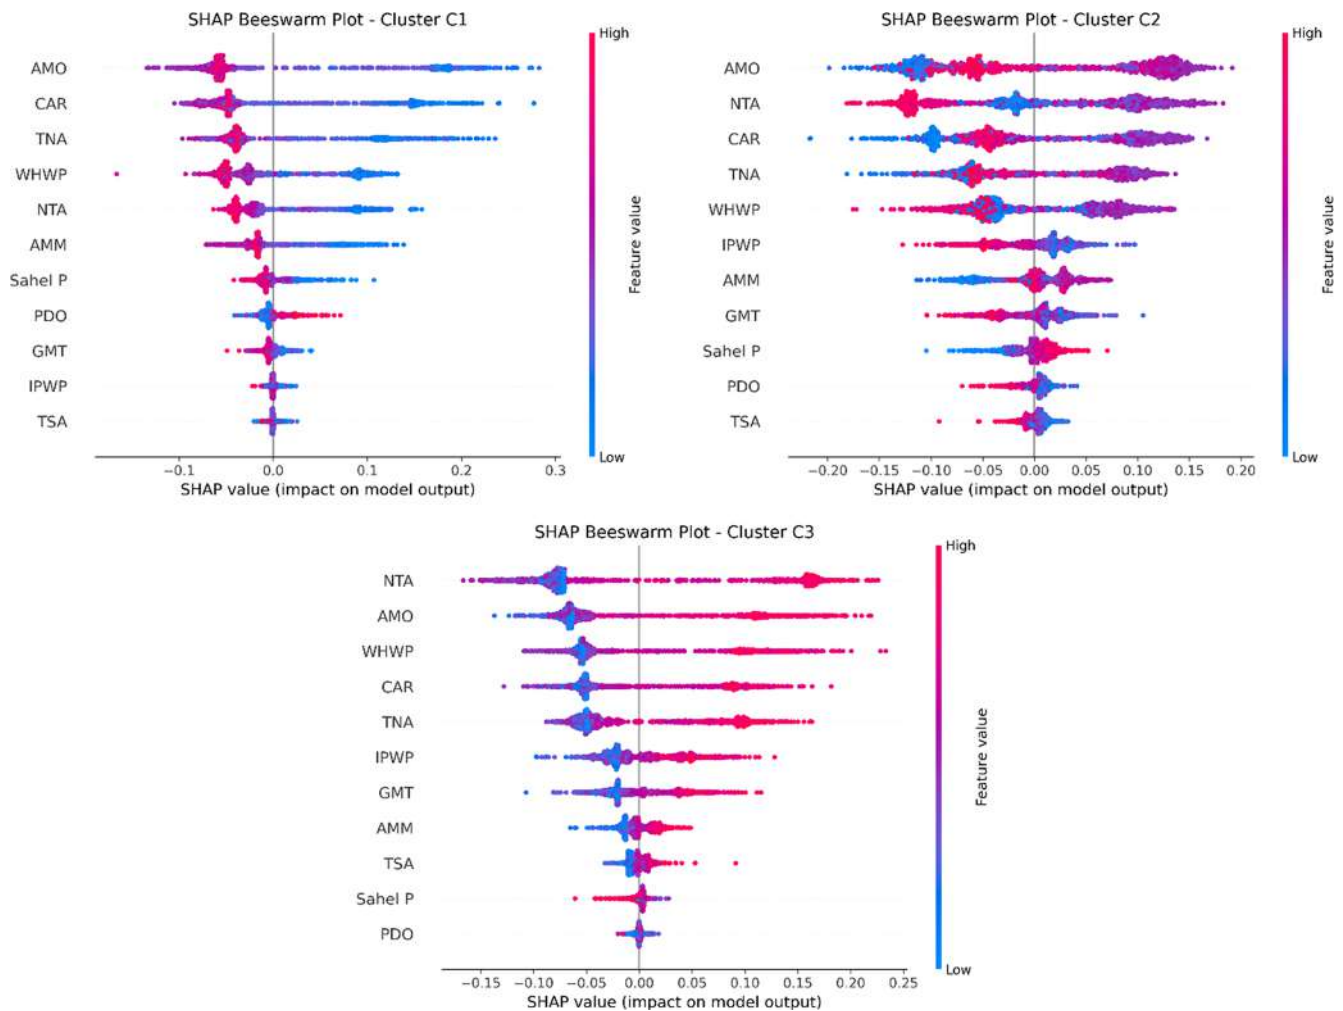 SHAP Beeswarm Plot - Cluster C1
High
AMO
CAR
TNA
WHWP
NTA
AMM
Sahel P
PDO
GMT
IPWP
TSA
Feature value
Low
−0.1 0.0 0.1 0.2 0.3
SHAP value (impact on model output)
SHAP Beeswarm Plot - Cluster C2
High
AMO
NTA
CAR
TNA
WHWP
IPWP
AMM
GMT
Sahel P
PDO
TSA
Feature value
Low
−0.20 −0.15 −0.10 −0.05 0.00 0.05 0.10 0.15 0.20
SHAP value (impact on model output)
SHAP Beeswarm Plot - Cluster C3
High
NTA
AMO
WHWP
CAR
TNA
IPWP
GMT
AMM
TSA
Sahel P
PDO
Feature value
Low
−0.15 −0.10 −0.05 0.00 0.05 0.10 0.15 0.20 0.25
SHAP value (impact on model output)